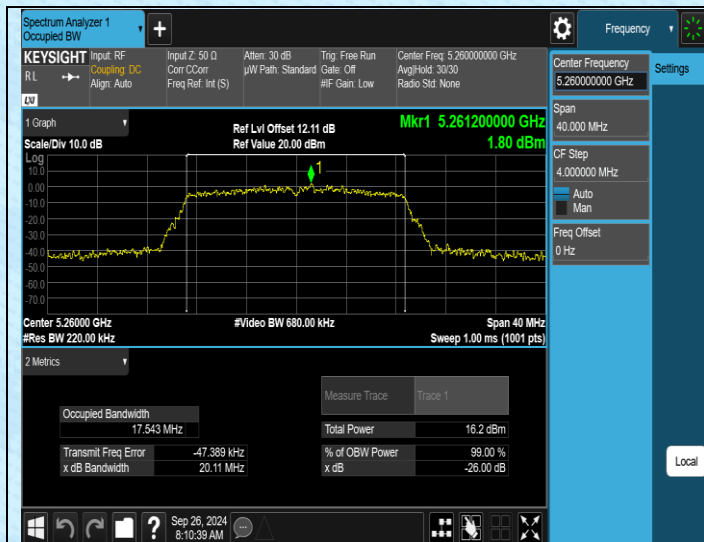 Spectrum Analyzer 1
Occupied BW
+
Frequency
KEYSIGHT
RL
LXI
Input: RF
Coupling: DC
Align: Auto
Input Z: 50 Ω
Corr CCorr
Freq Ref: Int (S)
Atten: 30 dB
µW Path: Standard
Trig: Free Run
Gate: Off
#IF Gain: Low
Center Freq: 5.260000000 GHz
Avg|Hold: 30/30
Radio Std: None
Center Frequency
5.260000000 GHz
Settings
Span
40.000 MHz
CF Step
4.000000 MHz
Auto
Man
Freq Offset
0 Hz
Local
1 Graph
Scale/Div 10.0 dB
Ref Lvl Offset 12.11 dB
Ref Value 20.00 dBm
Mkr1 5.261200000 GHz
1.80 dBm
Log
10.0
0.00
-10.0
-20.0
-30.0
-40.0
-50.0
-60.0
-70.0
1
Center 5.26000 GHz
#Res BW 220.00 kHz
#Video BW 680.00 kHz
Span 40 MHz
Sweep 1.00 ms (1001 pts)
2 Metrics
Measure Trace
Trace 1
Occupied Bandwidth
17.543 MHz
Total Power
16.2 dBm
Transmit Freq Error
-47.389 kHz
% of OBW Power
99.00 %
x dB Bandwidth
20.11 MHz
x dB
-26.00 dB
?
Sep 26, 2024
8:10:39 AM